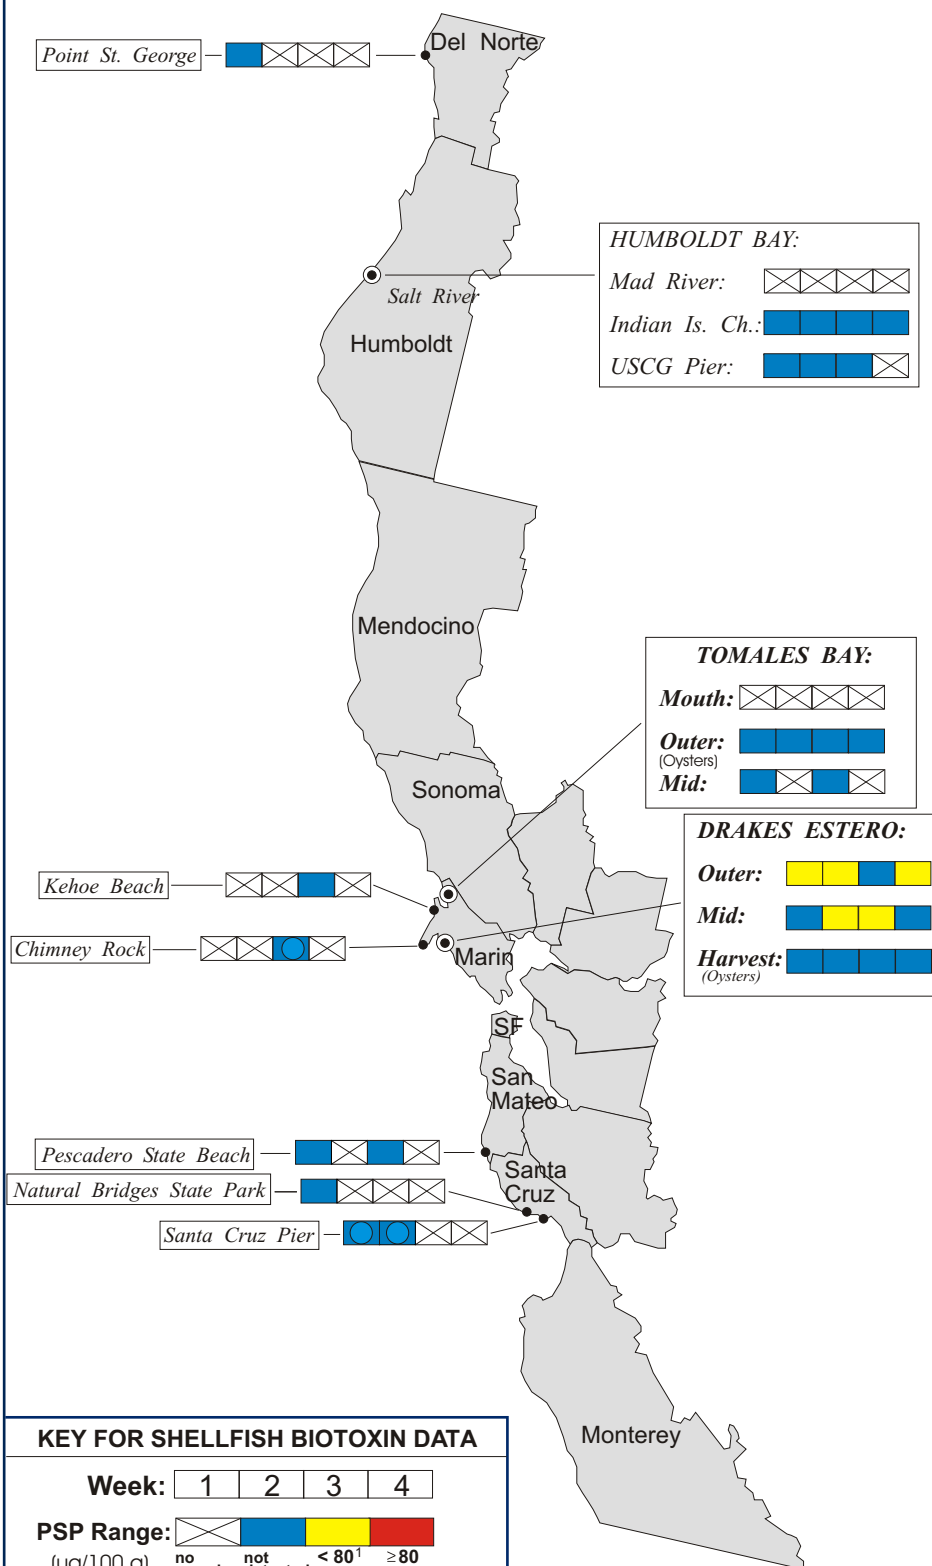 Del Norte
Point St. George
HUMBOLDT BAY:
Mad River:
Indian Is. Ch.:
USCG Pier:
Salt River
Humboldt
Mendocino
TOMALES BAY:
Mouth:
Outer:
(Oysters)
Mid:
Sonoma
DRAKES ESTERO:
Outer:
Mid:
Harvest:
(Oysters)
Kehoe Beach
Chimney Rock
Marin
SF
San
Mateo
Pescadero State Beach
Santa
Cruz
Natural Bridges State Park
Santa Cruz Pier
Monterey
KEY FOR SHELLFISH BIOTOXIN DATA
Week: 1 2 3 4
PSP Range:
(ug/100 g) no not < 80¹ ≥80